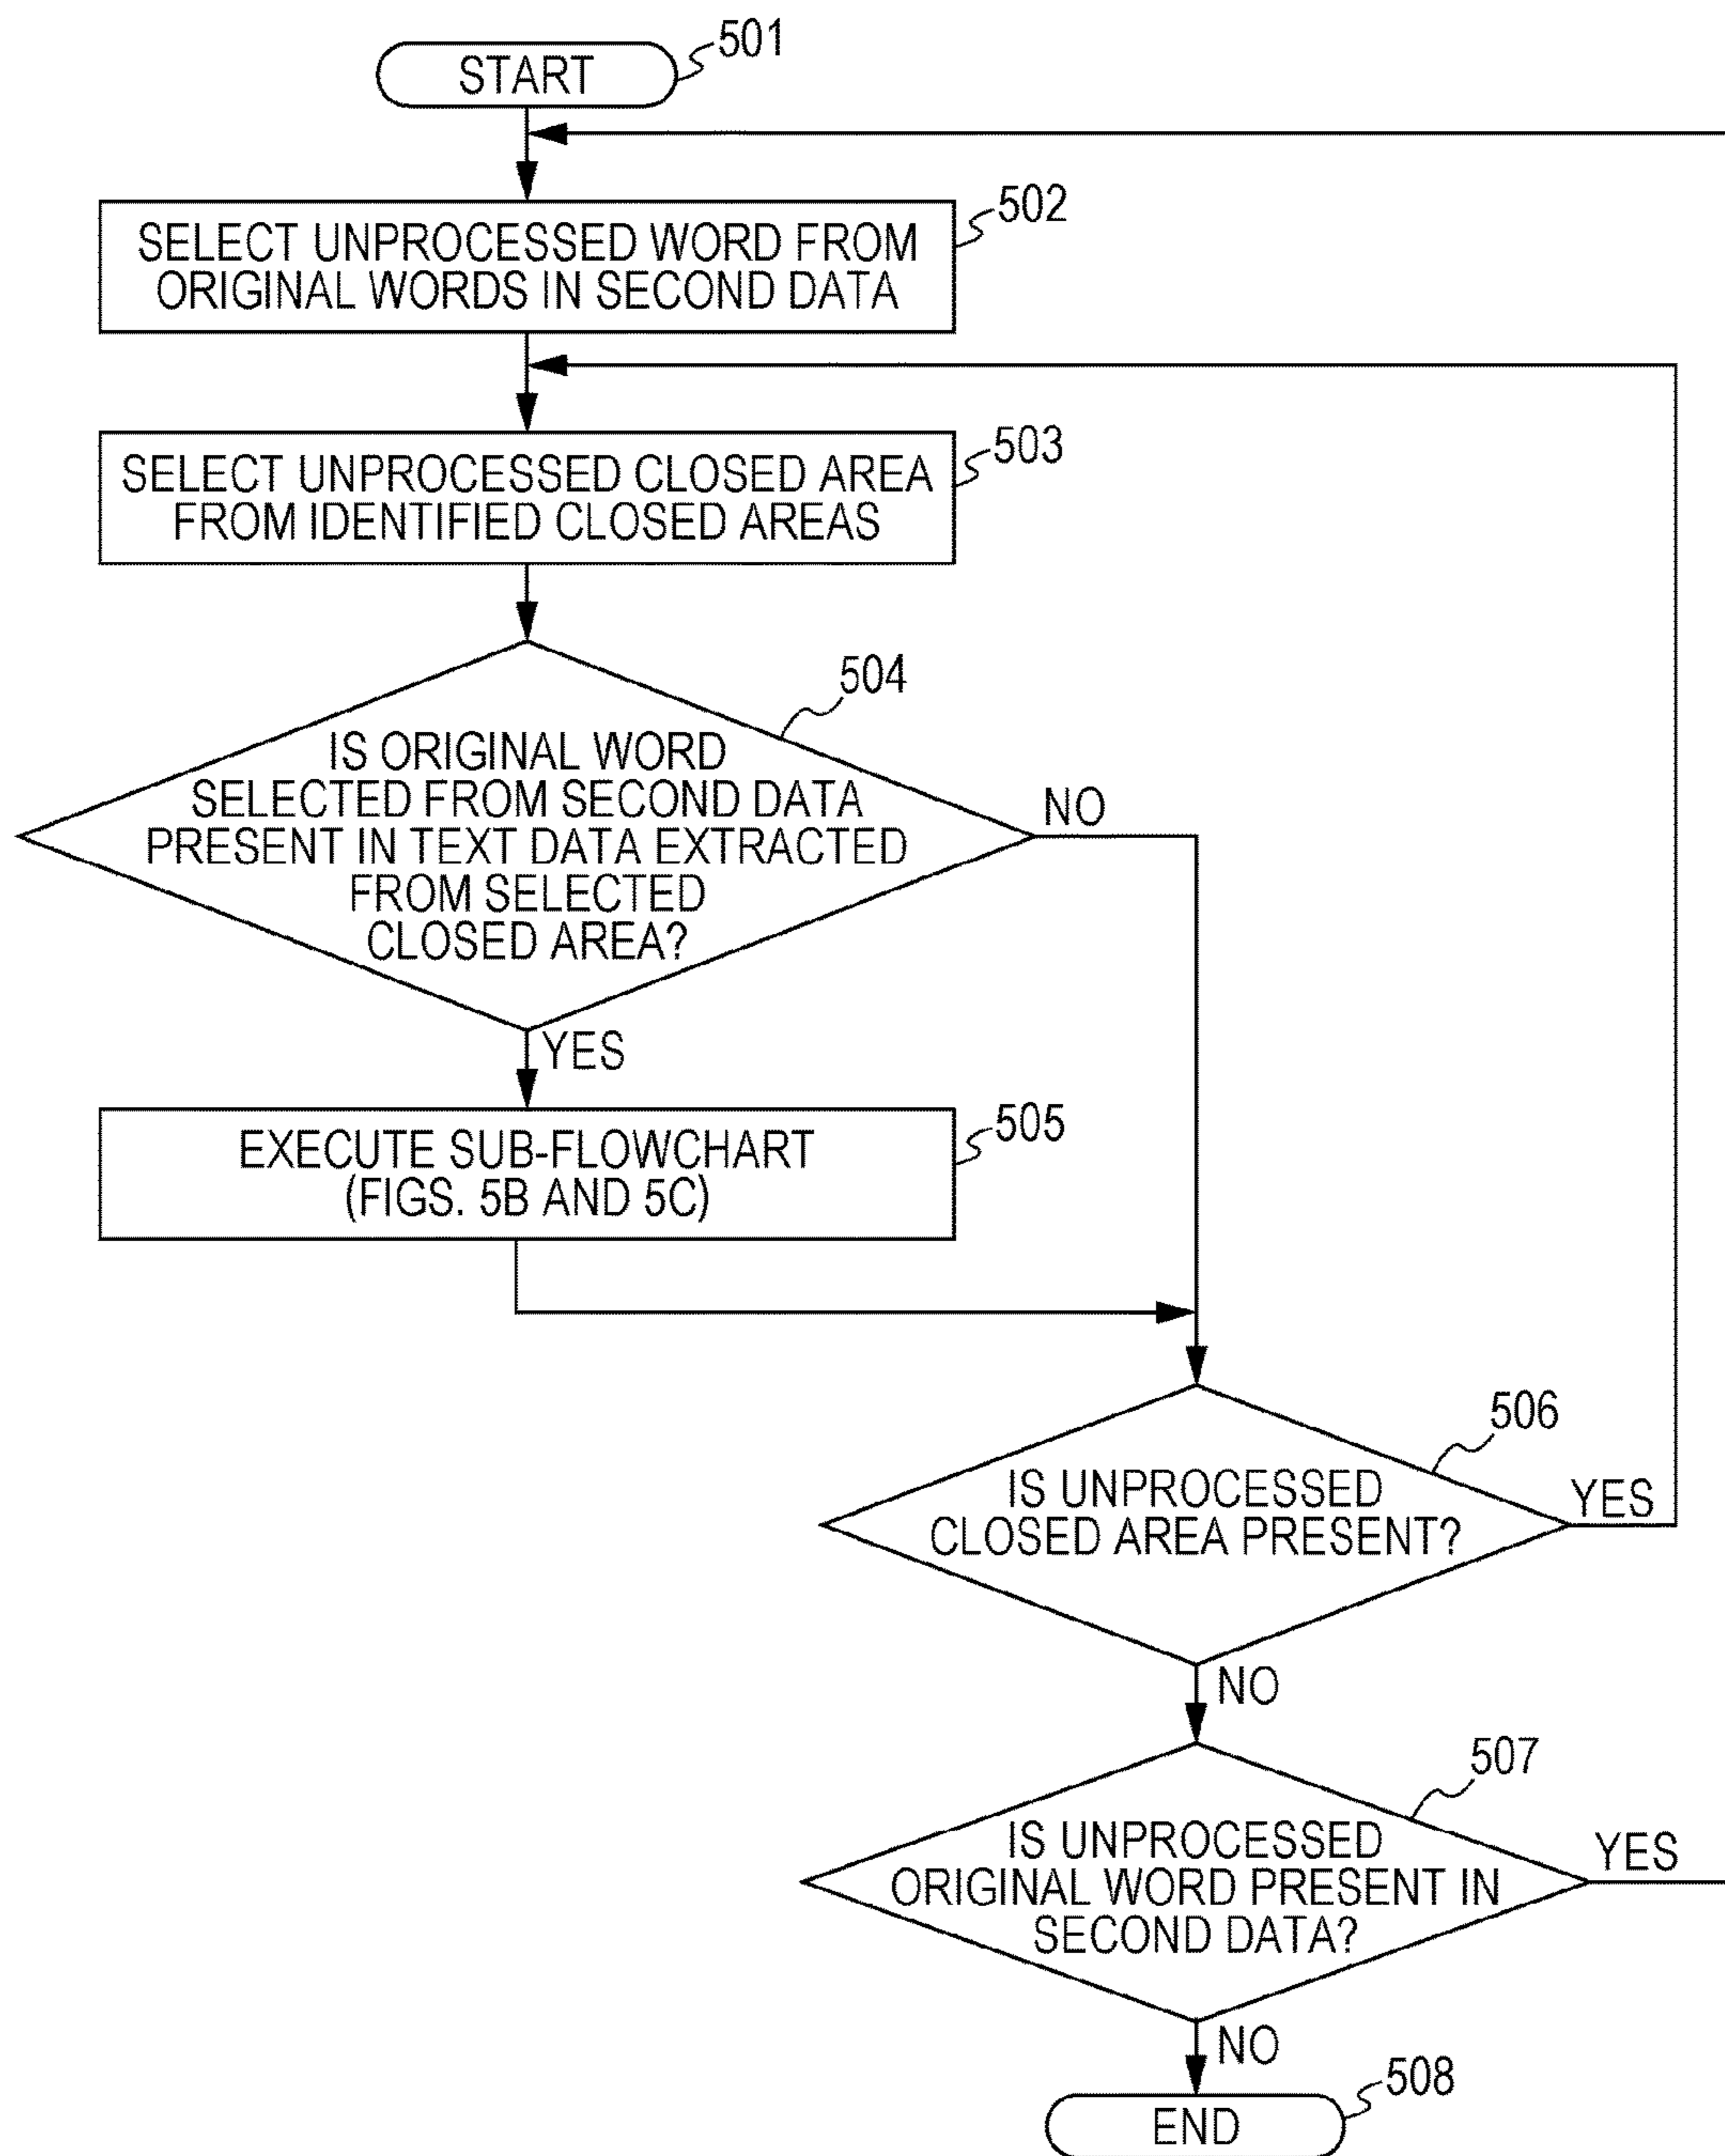 START
501
502
SELECT UNPROCESSED WORD FROM
ORIGINAL WORDS IN SECOND DATA
503
SELECT UNPROCESSED CLOSED AREA
FROM IDENTIFIED CLOSED AREAS
504
IS ORIGINAL WORD
SELECTED FROM SECOND DATA
PRESENT IN TEXT DATA EXTRACTED
FROM SELECTED
CLOSED AREA?
NO
YES
505
EXECUTE SUB-FLOWCHART
(FIGS. 5B AND 5C)
506
IS UNPROCESSED
CLOSED AREA PRESENT?
YES
NO
507
IS UNPROCESSED
ORIGINAL WORD PRESENT IN
SECOND DATA?
YES
NO
508
END